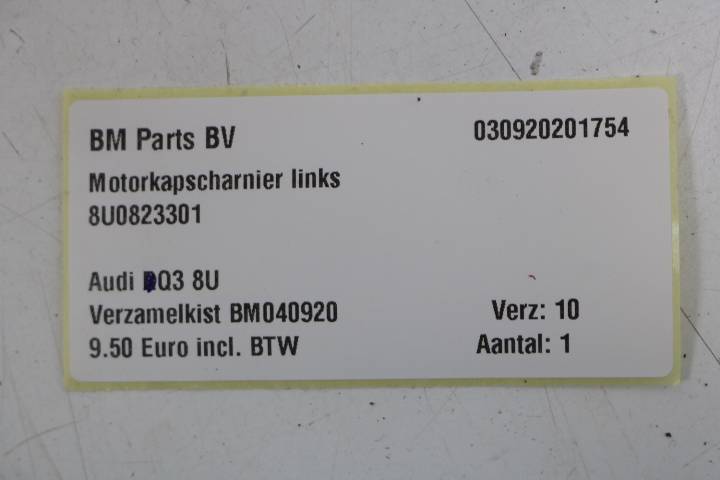 BM Parts BV 030920201754
Motorkapscharnier links
8U0823301
Audi Q3 8U
Verzamelkist BM040920 Verz: 10
9.50 Euro incl. BTW Aantal: 1